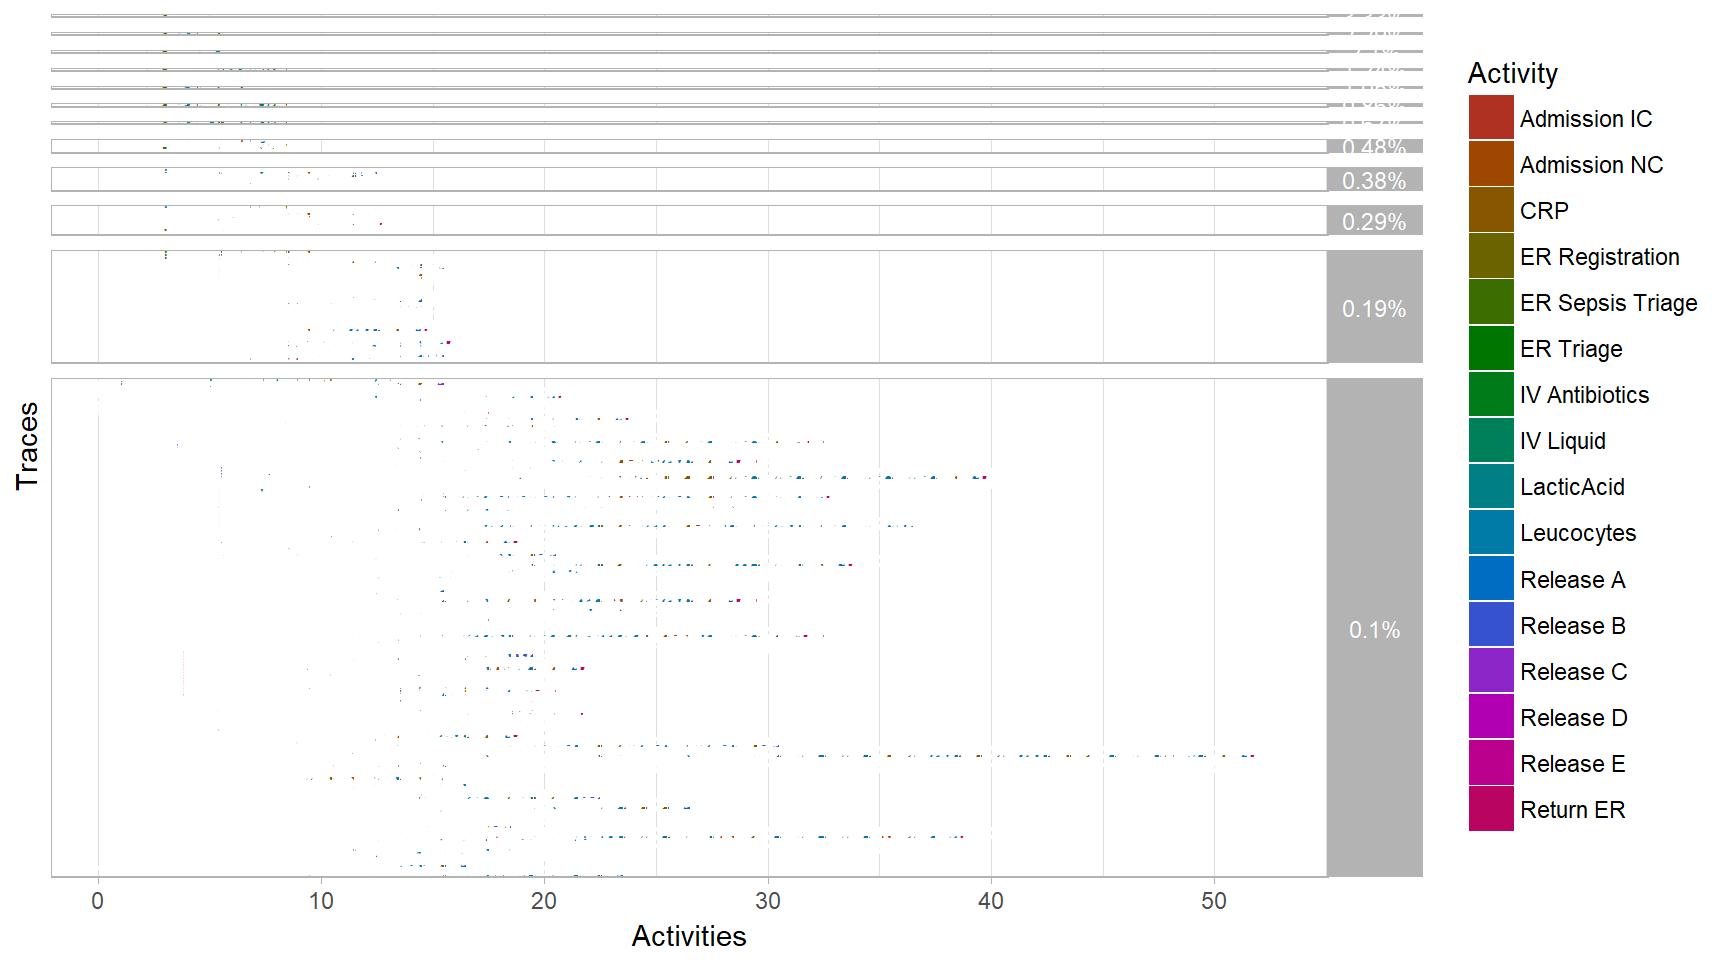 0.48%
0.38%
0.29%
0.19%
0.1%
Traces
0 10 20 30 40 50
Activities
Activity
Admission IC
Admission NC
CRP
ER Registration
ER Sepsis Triage
ER Triage
IV Antibiotics
IV Liquid
LacticAcid
Leucocytes
Release A
Release B
Release C
Release D
Release E
Return ER